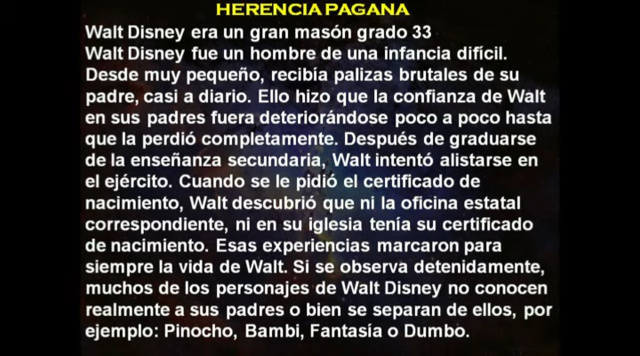 HERENCIA PAGANA
Walt Disney era un gran masón grado 33
Walt Disney fue un hombre de una infancia difícil.
Desde muy pequeño, recibía palizas brutales de su
padre, casi a diario. Ello hizo que la confianza de Walt
en sus padres fuera deteriorándose poco a poco hasta
que la perdió completamente. Después de graduarse
de la enseñanza secundaria, Walt intentó alistarse en
el ejército. Cuando se le pidió el certificado de
nacimiento, Walt descubrió que ni la oficina estatal
correspondiente, ni en su iglesia tenía su certificado
de nacimiento. Esas experiencias marcaron para
siempre la vida de Walt. Si se observa detenidamente,
muchos de los personajes de Walt Disney no conocen
realmente a sus padres o bien se separan de ellos, por
ejemplo: Pinocho, Bambi, Fantasía o Dumbo.